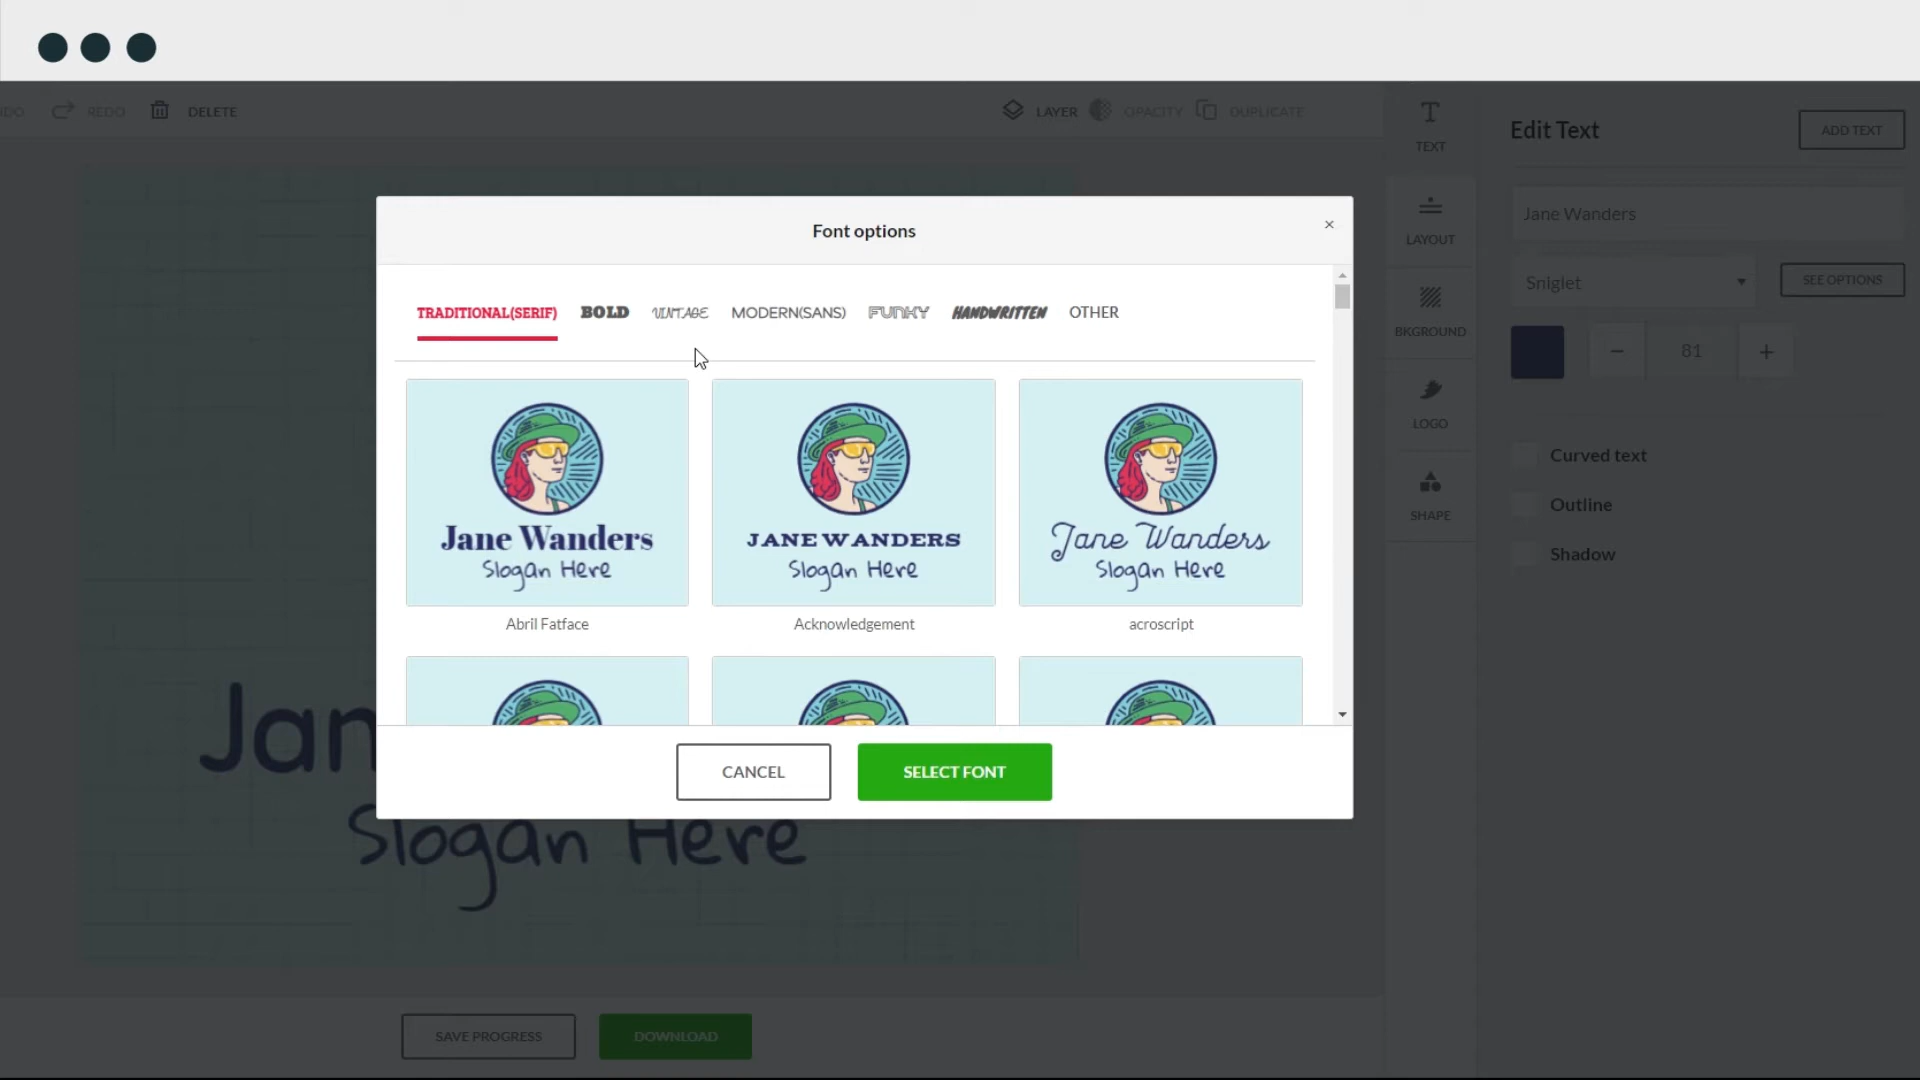 DO
REDO
DELETE
LAYER
OPACITY
DUPLICATE
TEXT
LAYOUT
BKGROUND
LOGO
SHAPE
Edit Text
ADD TEXT
Jane Wanders
Sniglet
SEE OPTIONS
81
Curved text
Outline
Shadow
Font options
TRADITIONAL(SERIF)
BOLD
VINTAGE
MODERN(SANS)
FUNKY
HANDWRITTEN
OTHER
Jane Wanders
Slogan Here
Abril Fatface
JANE WANDERS
Slogan Here
Acknowledgement
Jane Wanders
Slogan Here
acroscript
CANCEL
SELECT FONT
Jan
Slogan Here
SAVE PROGRESS
DOWNLOAD